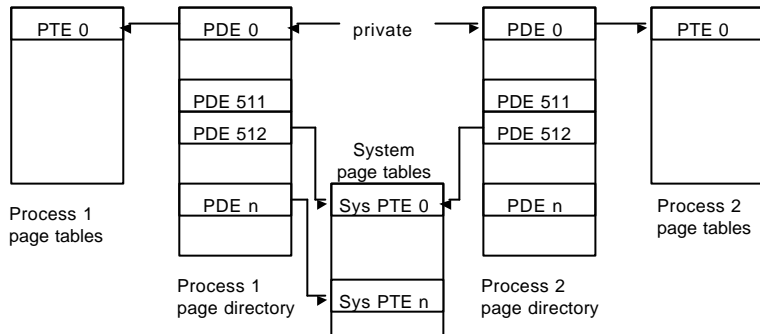 PTE 0
PDE 0
private
PDE 0
PTE 0
PDE 511
PDE 512
PDE 511
PDE 512
System
page tables
PDE n
Sys PTE 0
PDE n
Process 1
page tables
Process 2
page tables
Process 1
page directory
Sys PTE n
Process 2
page directory